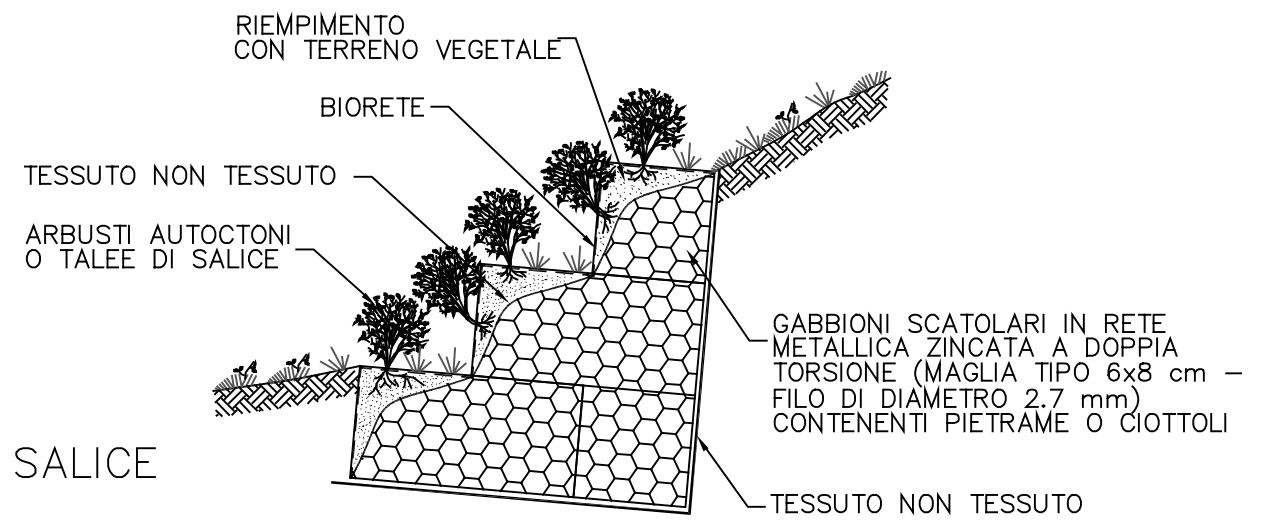 RIEMPIMENTO
CON TERRENO VEGETALE
BIORETE
TESSUTO NON TESSUTO
ARBUSTI AUTOCTONI
O TALEE DI SALICE
GABBIONI SCATOLARI IN RETE
METALLICA ZINCATA A DOPPIA
TORSIONE (MAGLIA TIPO 6x8 cm –
FILO DI DIAMETRO 2.7 mm)
CONTENENTI PIETRAME O CIOTTOLI
SALICE
TESSUTO NON TESSUTO